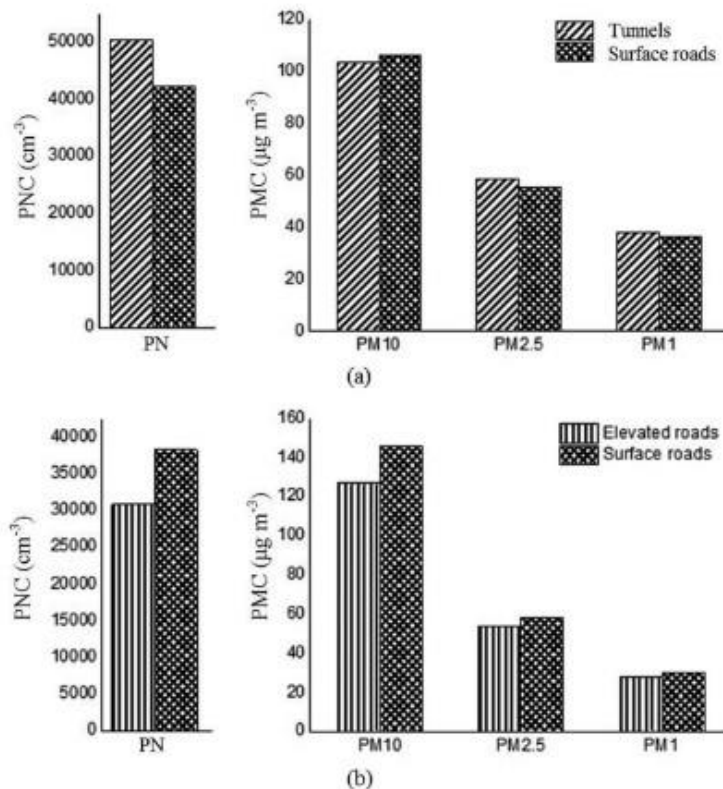 50000
40000
30000
20000
10000
0
PNC (cm⁻³)
PN
120
100
80
60
40
20
0
PMC (µg m⁻³)
PM10
PM2.5
PM1
Tunnels
Surface roads
(a)
40000
35000
30000
25000
20000
15000
10000
5000
0
PNC (cm⁻³)
PN
160
140
120
100
80
60
40
20
0
PMC (µg m⁻³)
PM10
PM2.5
PM1
Elevated roads
Surface roads
(b)